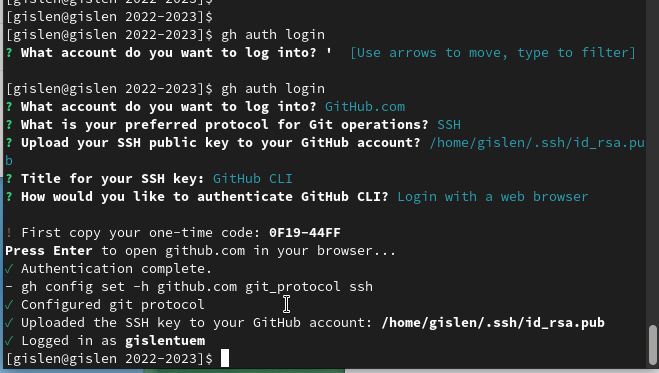 [gislen@gislen 2022-2023]$
[gislen@gislen 2022-2023]$
[gislen@gislen 2022-2023]$ gh auth login
? What account do you want to log into? '  [Use arrows to move, type to filter]
[gislen@gislen 2022-2023]$ gh auth login
? What account do you want to log into? GitHub.com
? What is your preferred protocol for Git operations? SSH
? Upload your SSH public key to your GitHub account? /home/gislen/.ssh/id_rsa.pu
b
? Title for your SSH key: GitHub CLI
? How would you like to authenticate GitHub CLI? Login with a web browser
! First copy your one-time code: 0F19-44FF
Press Enter to open github.com in your browser...
✓ Authentication complete.
- gh config set -h github.com git_protocol ssh
✓ Configured git protocol
✓ Uploaded the SSH key to your GitHub account: /home/gislen/.ssh/id_rsa.pub
✓ Logged in as gislentuem
[gislen@gislen 2022-2023]$